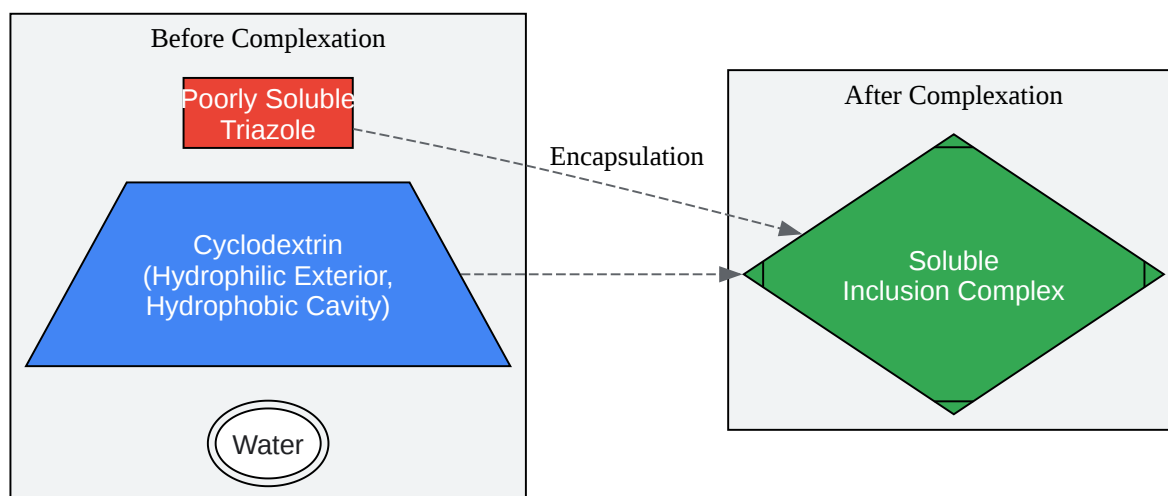 Before Complexation
Poorly Soluble
Triazole
Cyclodextrin
(Hydrophilic Exterior,
Hydrophobic Cavity)
Water
Encapsulation
After Complexation
Soluble
Inclusion Complex